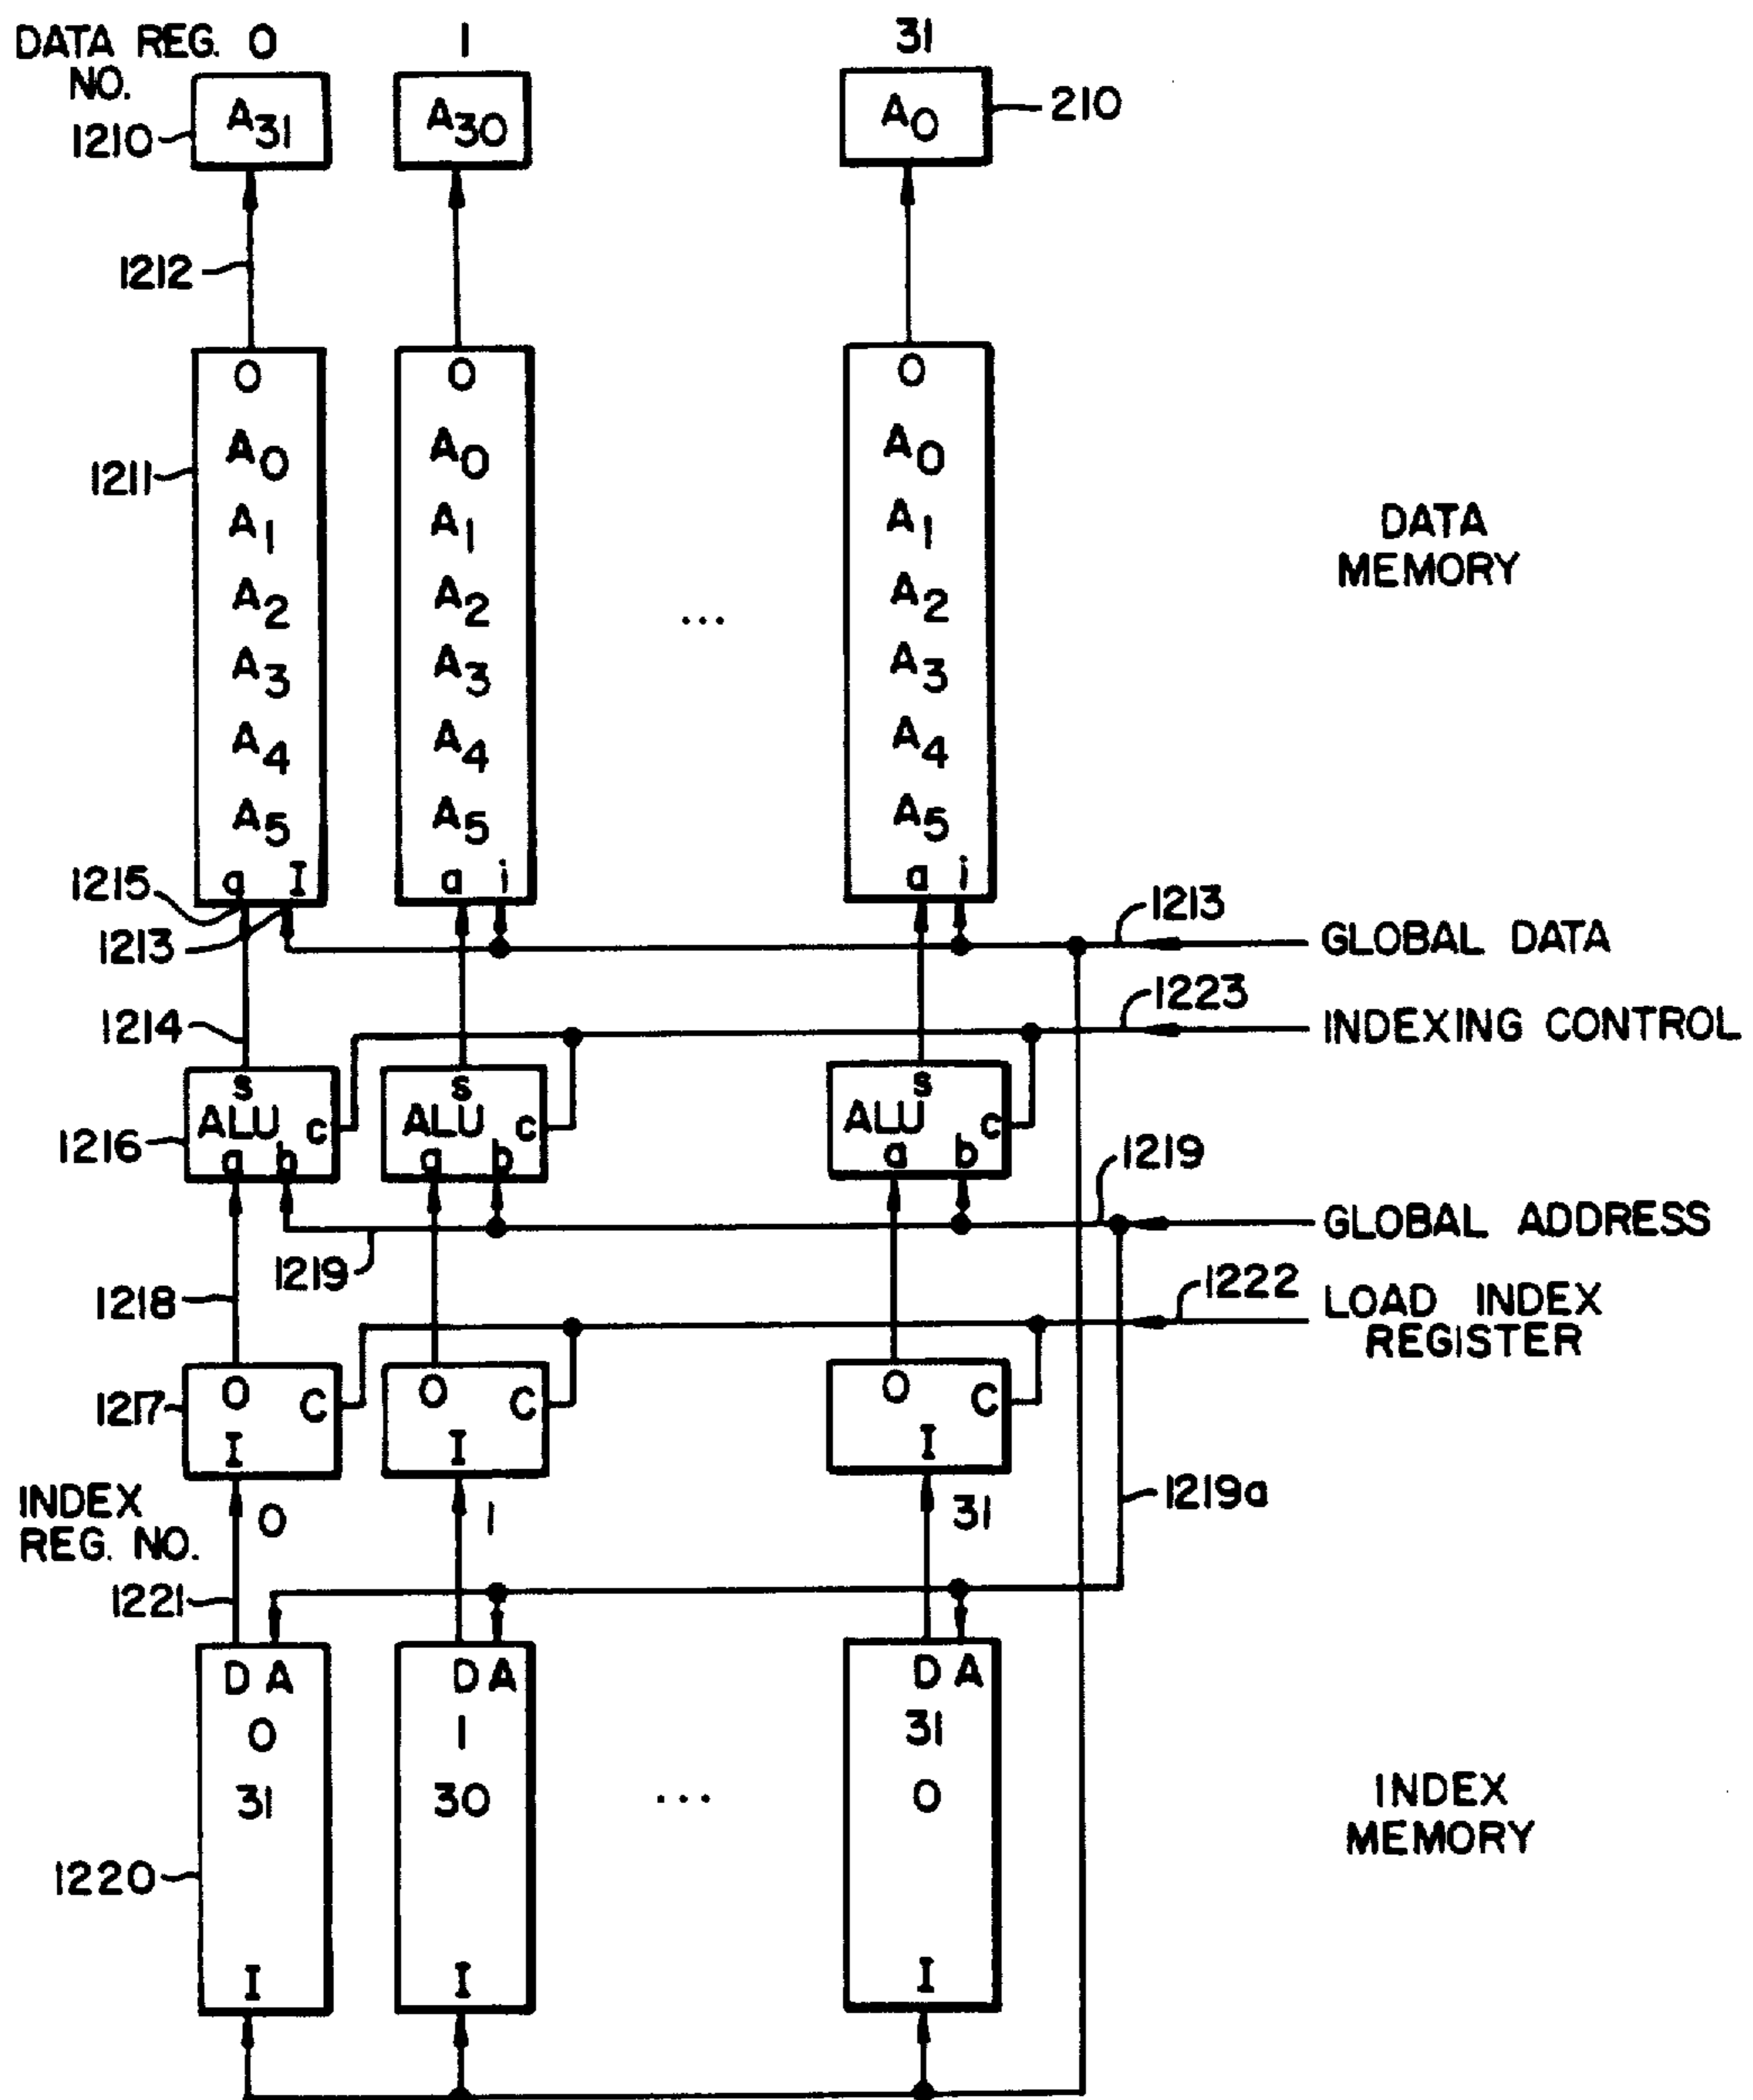 DATA REG. 0 1 31
NO.
1210 A31 A30 A0 210
1212
O O O
1211 A0 A0 A0
A1 A1 A1
DATA
MEMORY
A2 A2 A2
... 
A3 A3 A3
A4 A4 A4
A5 A5 A5
1215 a I a i a i
1213 1213 GLOBAL DATA
1214 1223 INDEXING CONTROL
S S S
1216 ALU c ALU c ALU c
a b a b a b
1219
1219 GLOBAL ADDRESS
1218 1222 LOAD INDEX
REGISTER
1217 O C O C O C
I I I
INDEX
REG. NO. 0 1 31
1219a
1221
D A D A D A
0 1 31
31 30 ... 0
INDEX
MEMORY
1220
I I I